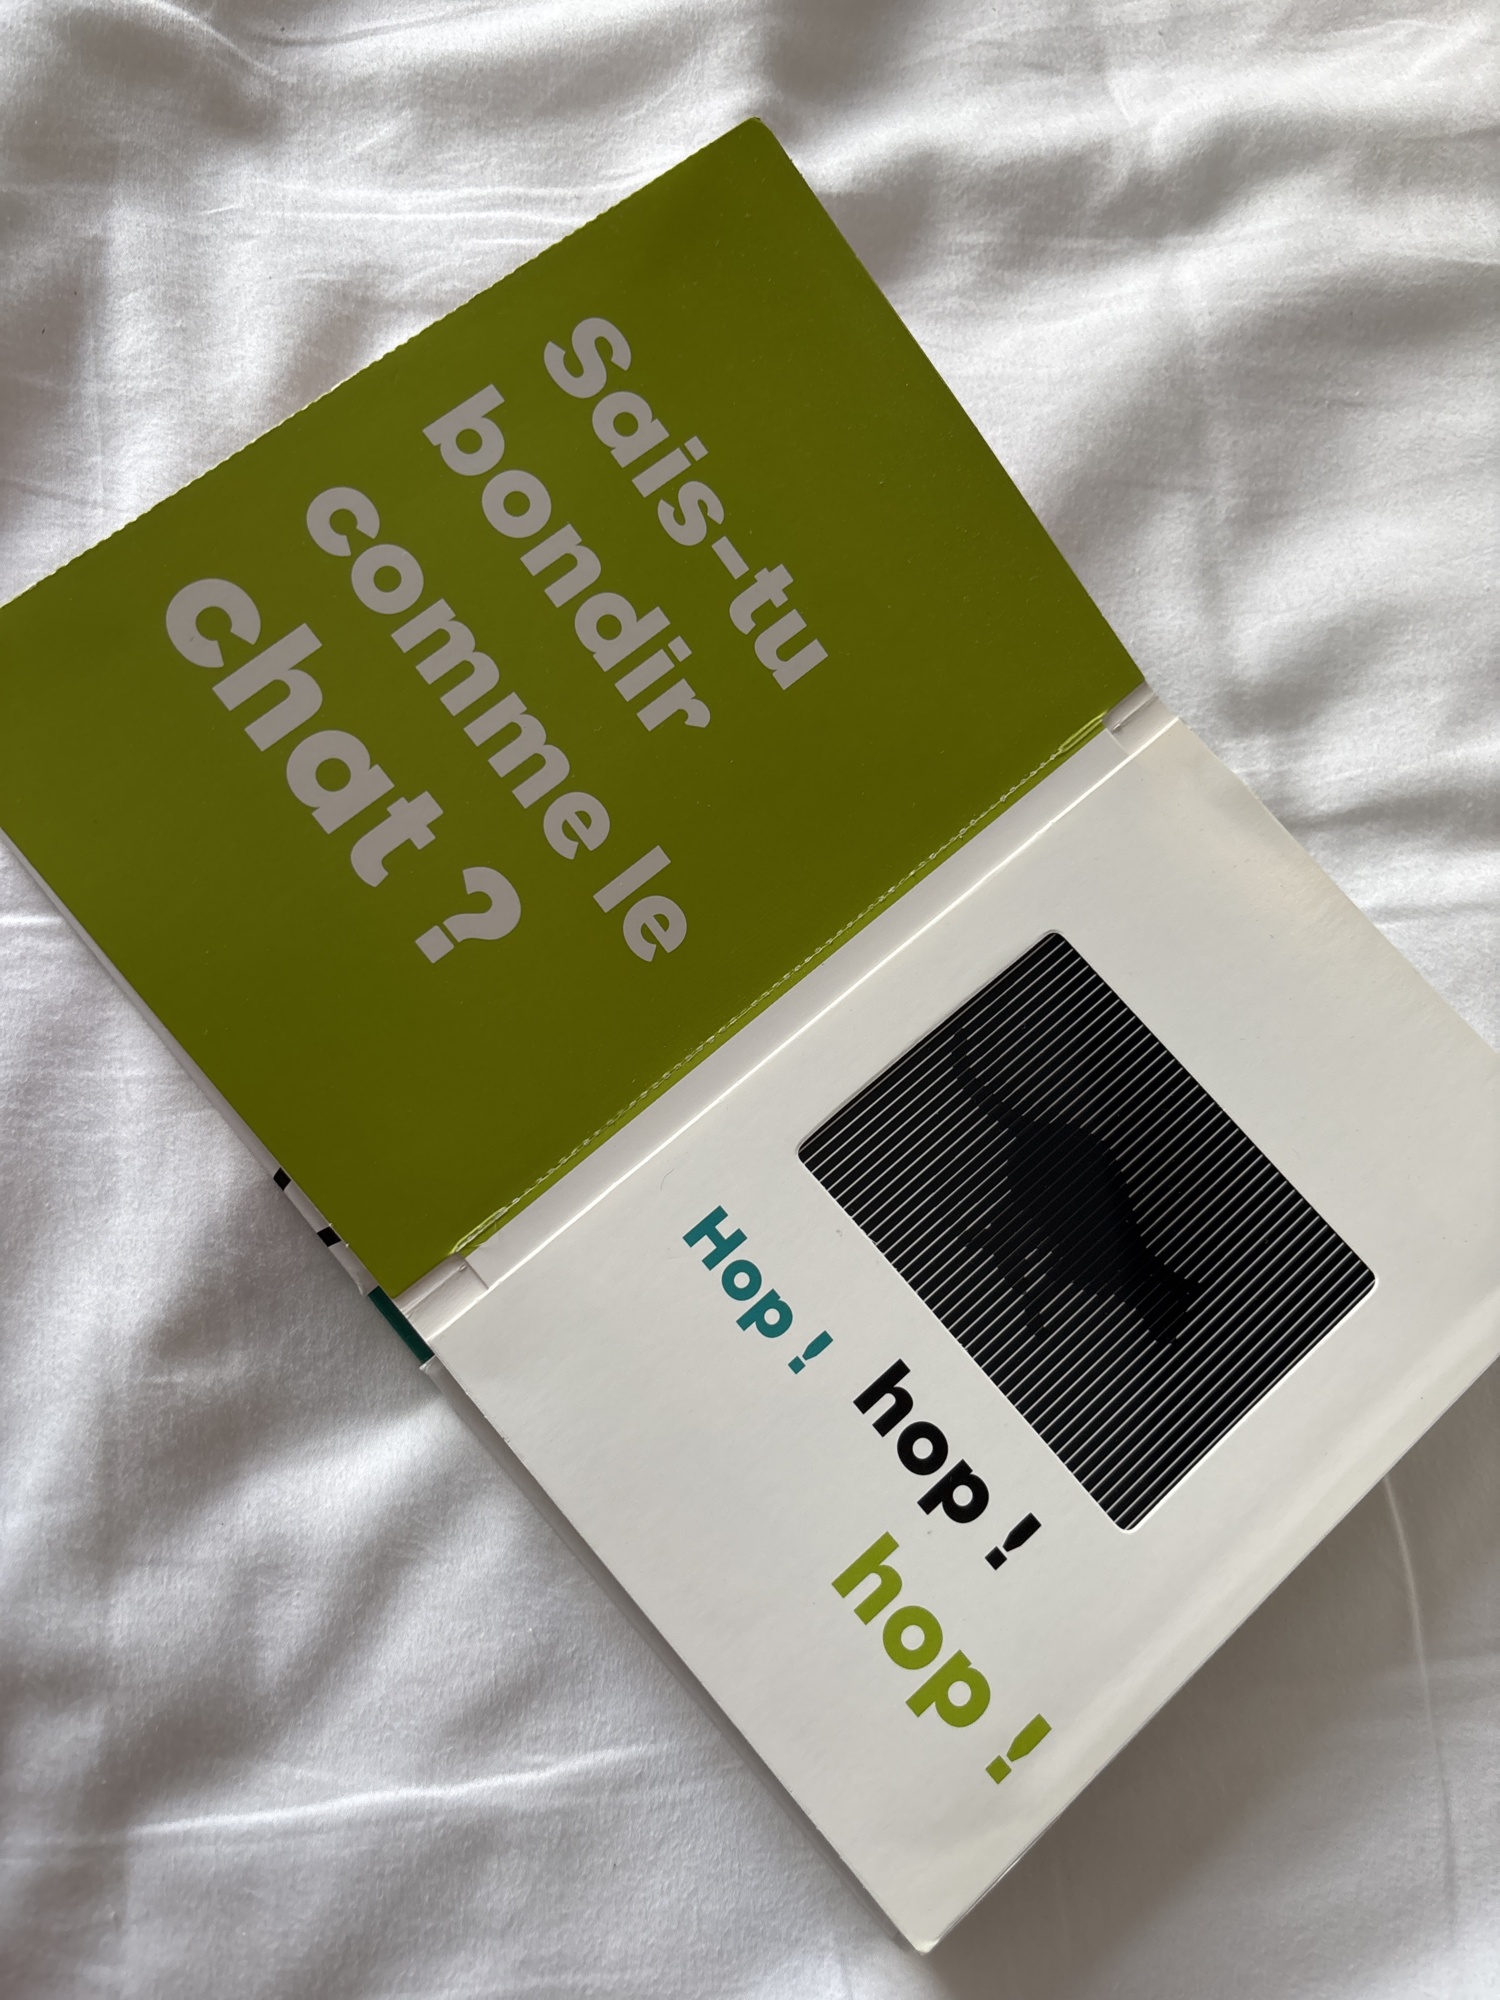 Sais-tu
bondir
comme le
chat ?
Hop !
hop !
hop !